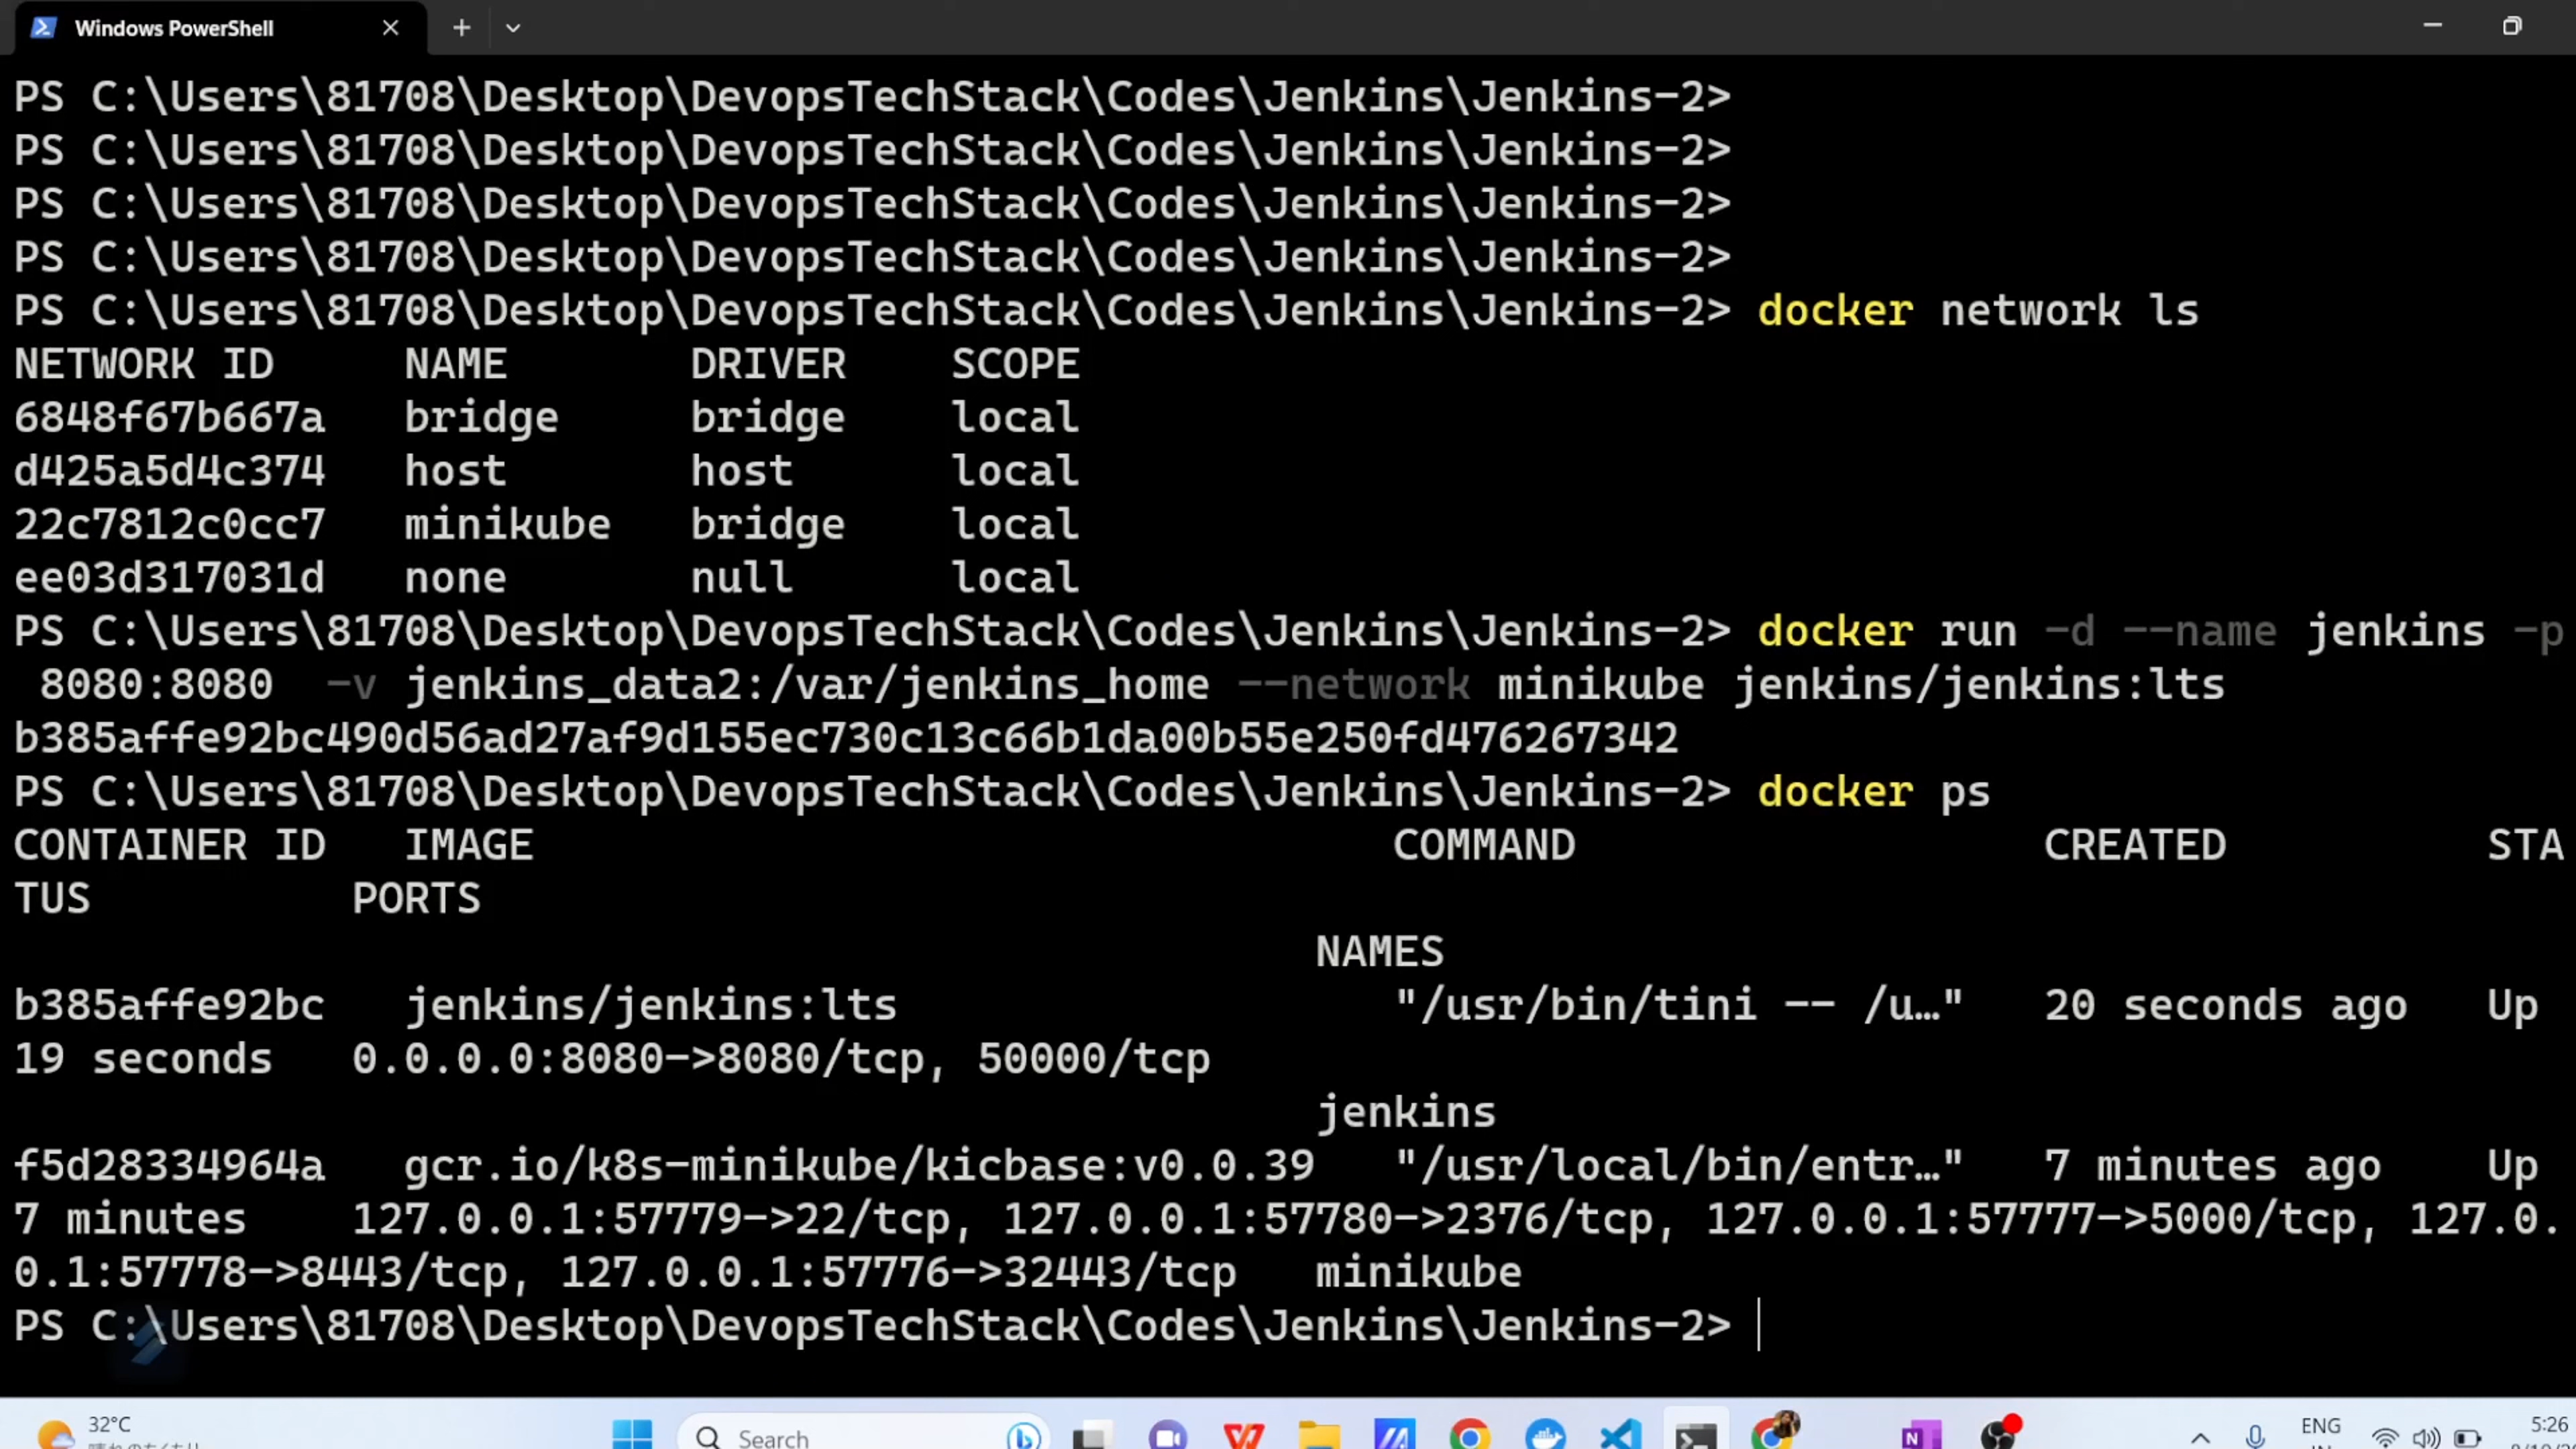 Windows PowerShell
PS C:\Users\81708\Desktop\DevopsTechStack\Codes\Jenkins\Jenkins-2>
PS C:\Users\81708\Desktop\DevopsTechStack\Codes\Jenkins\Jenkins-2>
PS C:\Users\81708\Desktop\DevopsTechStack\Codes\Jenkins\Jenkins-2>
PS C:\Users\81708\Desktop\DevopsTechStack\Codes\Jenkins\Jenkins-2>
PS C:\Users\81708\Desktop\DevopsTechStack\Codes\Jenkins\Jenkins-2> docker network ls
NETWORK ID NAME DRIVER SCOPE
6848f67b667a bridge bridge local
d425a5d4c374 host host local
22c7812c0cc7 minikube bridge local
ee03d317031d none null local
PS C:\Users\81708\Desktop\DevopsTechStack\Codes\Jenkins\Jenkins-2> docker run -d --name jenkins -p
8080:8080 -v jenkins_data2:/var/jenkins_home --network minikube jenkins/jenkins:lts
b385affe92bc490d56ad27af9d155ec730c13c66b1da00b55e250fd476267342
PS C:\Users\81708\Desktop\DevopsTechStack\Codes\Jenkins\Jenkins-2> docker ps
CONTAINER ID IMAGE COMMAND CREATED STA
TUS PORTS
NAMES
b385affe92bc jenkins/jenkins:lts "/usr/bin/tini -- /u…" 20 seconds ago Up
19 seconds 0.0.0.0:8080->8080/tcp, 50000/tcp
jenkins
f5d28334964a gcr.io/k8s-minikube/kicbase:v0.0.39 "/usr/local/bin/entr…" 7 minutes ago Up
7 minutes 127.0.0.1:57779->22/tcp, 127.0.0.1:57780->2376/tcp, 127.0.0.1:57777->5000/tcp, 127.0.
0.1:57778->8443/tcp, 127.0.0.1:57776->32443/tcp minikube
PS C:\Users\81708\Desktop\DevopsTechStack\Codes\Jenkins\Jenkins-2>
32°C
Search
ENG
5:26